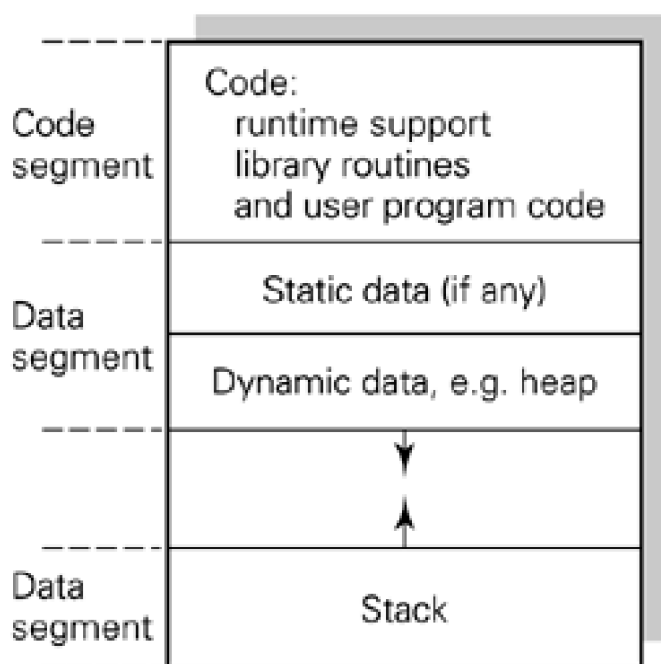 Code
segment
Code:
runtime support
library routines
and user program code
Data
segment
Static data (if any)
Dynamic data, e.g. heap
Data
segment
Stack